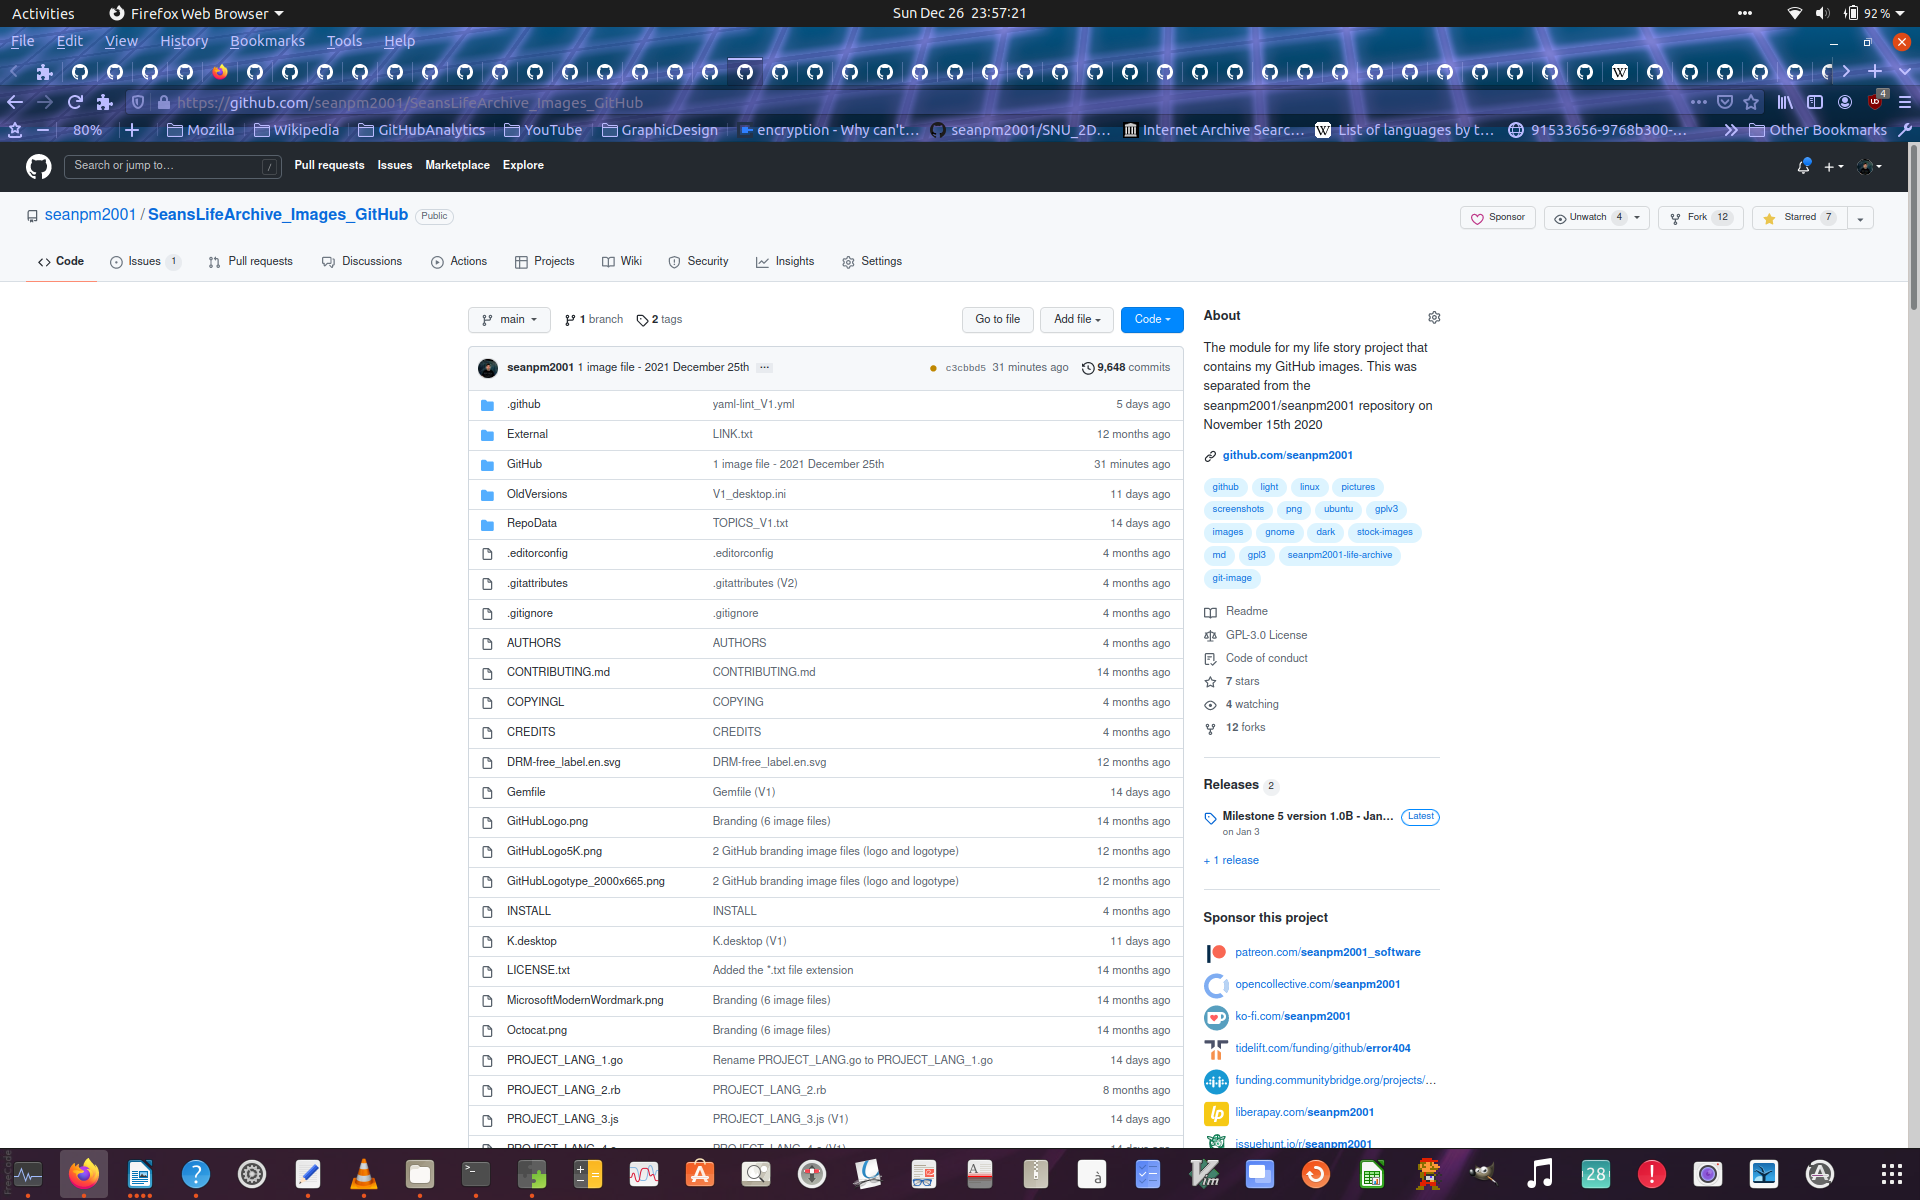 Activities Firefox Web Browser Sun Dec 26 23:57:21 92 %
File Edit View History Bookmarks Tools Help
https://github.com/seanpm2001/SeansLifeArchive_Images_GitHub 4
80% Mozilla Wikipedia GitHubAnalytics YouTube GraphicDesign encryption - Why can't... seanpm2001/SNU_2D... Internet Archive Searc... List of languages by t... 91533656-9768b300-... Other Bookmarks
Search or jump to... / Pull requests Issues Marketplace Explore
seanpm2001 / SeansLifeArchive_Images_GitHub Public Sponsor Unwatch 4 Fork 12 Starred 7
Code Issues 1 Pull requests Discussions Actions Projects Wiki Security Insights Settings
main 1 branch 2 tags Go to file Add file Code
seanpm2001 1 image file - 2021 December 25th ... c3cbbd5 31 minutes ago 9,648 commits
.github yaml-lint_V1.yml 5 days ago
External LINK.txt 12 months ago
GitHub 1 image file - 2021 December 25th 31 minutes ago
OldVersions V1_desktop.ini 11 days ago
RepoData TOPICS_V1.txt 14 days ago
.editorconfig .editorconfig 4 months ago
.gitattributes .gitattributes (V2) 4 months ago
.gitignore .gitignore 4 months ago
AUTHORS AUTHORS 4 months ago
CONTRIBUTING.md CONTRIBUTING.md 14 months ago
COPYINGL COPYING 4 months ago
CREDITS CREDITS 4 months ago
DRM-free_label.en.svg DRM-free_label.en.svg 12 months ago
Gemfile Gemfile (V1) 14 days ago
GitHubLogo.png Branding (6 image files) 14 months ago
GitHubLogo5K.png 2 GitHub branding image files (logo and logotype) 12 months ago
GitHubLogotype_2000x665.png 2 GitHub branding image files (logo and logotype) 12 months ago
INSTALL INSTALL 4 months ago
K.desktop K.desktop (V1) 11 days ago
LICENSE.txt Added the *.txt file extension 14 months ago
MicrosoftModernWordmark.png Branding (6 image files) 14 months ago
Octocat.png Branding (6 image files) 14 months ago
PROJECT_LANG_1.go Rename PROJECT_LANG.go to PROJECT_LANG_1.go 14 days ago
PROJECT_LANG_2.rb PROJECT_LANG_2.rb 8 months ago
PROJECT_LANG_3.js PROJECT_LANG_3.js (V1) 14 days ago
About
The module for my life story project that
contains my GitHub images. This was
separated from the
seanpm2001/seanpm2001 repository on
November 15th 2020
github.com/seanpm2001
github light linux pictures
screenshots png ubuntu gplv3
images gnome dark stock-images
md gpl3 seanpm2001-life-archive
git-image
Readme
GPL-3.0 License
Code of conduct
7 stars
4 watching
12 forks
Releases 2
Milestone 5 version 1.0B - Jan... Latest
on Jan 3
+ 1 release
Sponsor this project
patreon.com/seanpm2001_software
opencollective.com/seanpm2001
ko-fi.com/seanpm2001
tidelift.com/funding/github/error404
funding.communitybridge.org/projects/...
liberapay.com/seanpm2001
issuehunt.io/r/seanpm2001
28